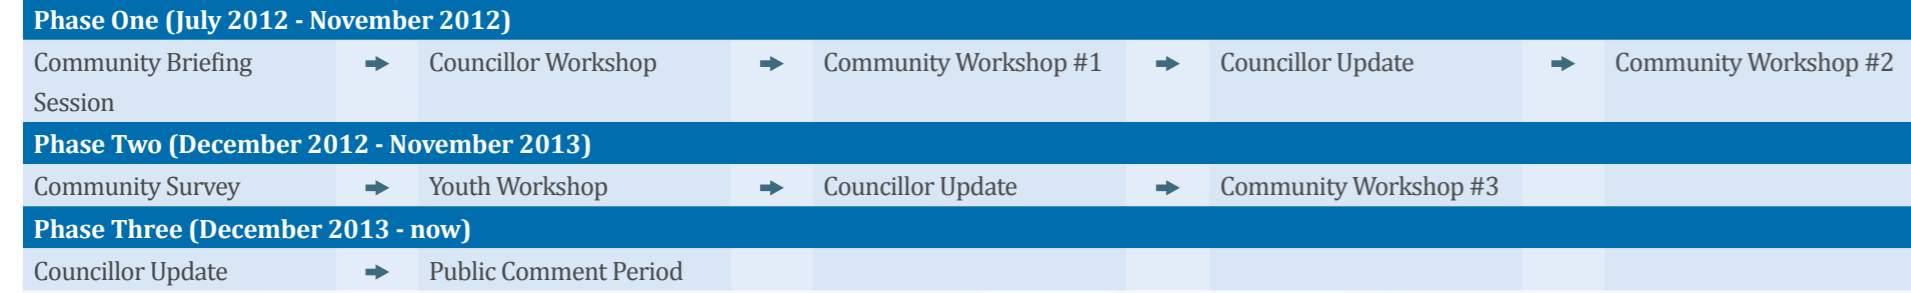 Phase One (July 2012 - November 2012)
Community Briefing Session ➔ Councillor Workshop ➔ Community Workshop #1 ➔ Councillor Update ➔ Community Workshop #2
Phase Two (December 2012 - November 2013)
Community Survey ➔ Youth Workshop ➔ Councillor Update ➔ Community Workshop #3
Phase Three (December 2013 - now)
Councillor Update ➔ Public Comment Period